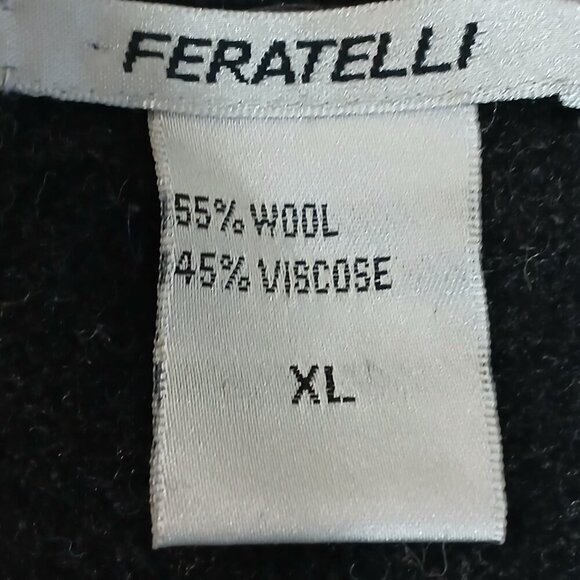 FERATELLI
55% WOOL
45% VISCOSE
XL